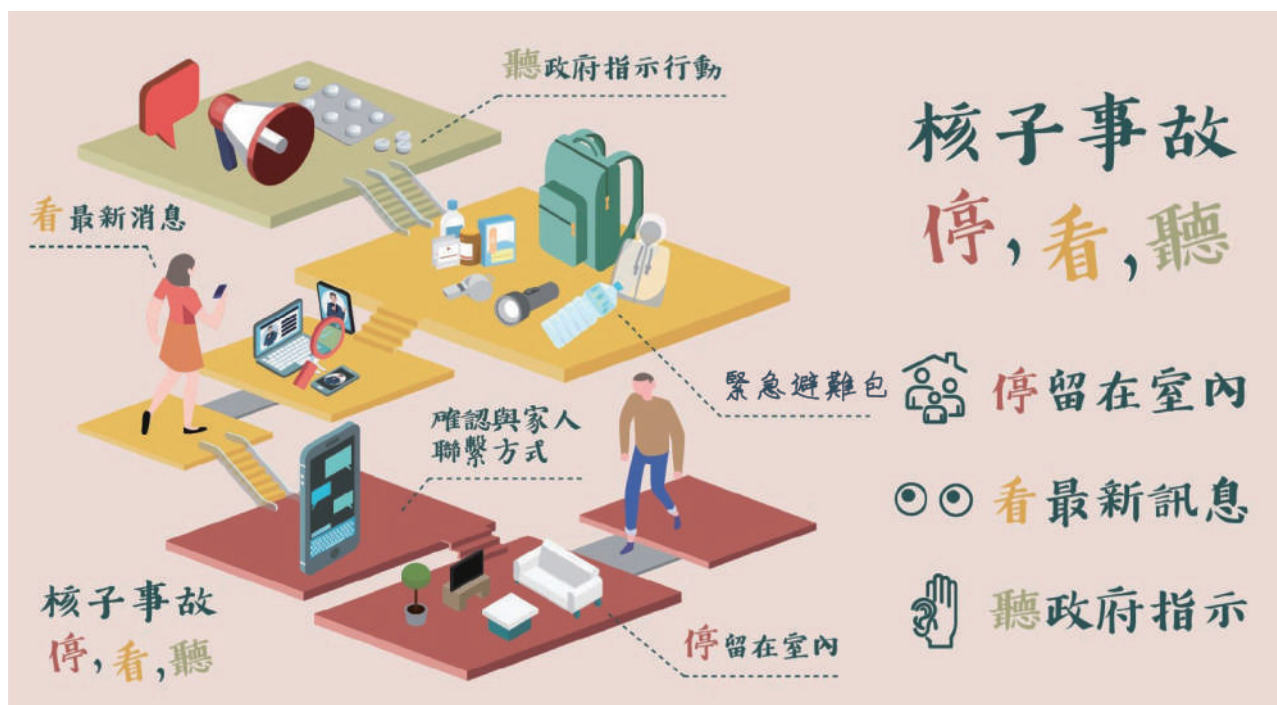 聽政府指示行動
核子事故
停,看,聽
看最新消息
緊急避難包
停留在室內
確認與家人
聯繫方式
看最新訊息
聽政府指示
核子事故
停,看,聽
停留在室內